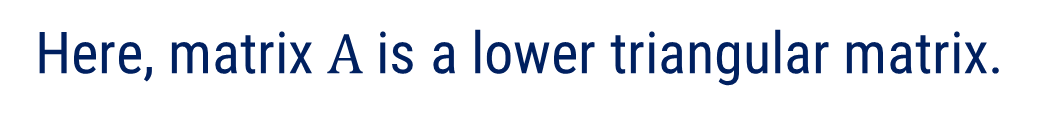 Here, matrix A is a lower triangular matrix.